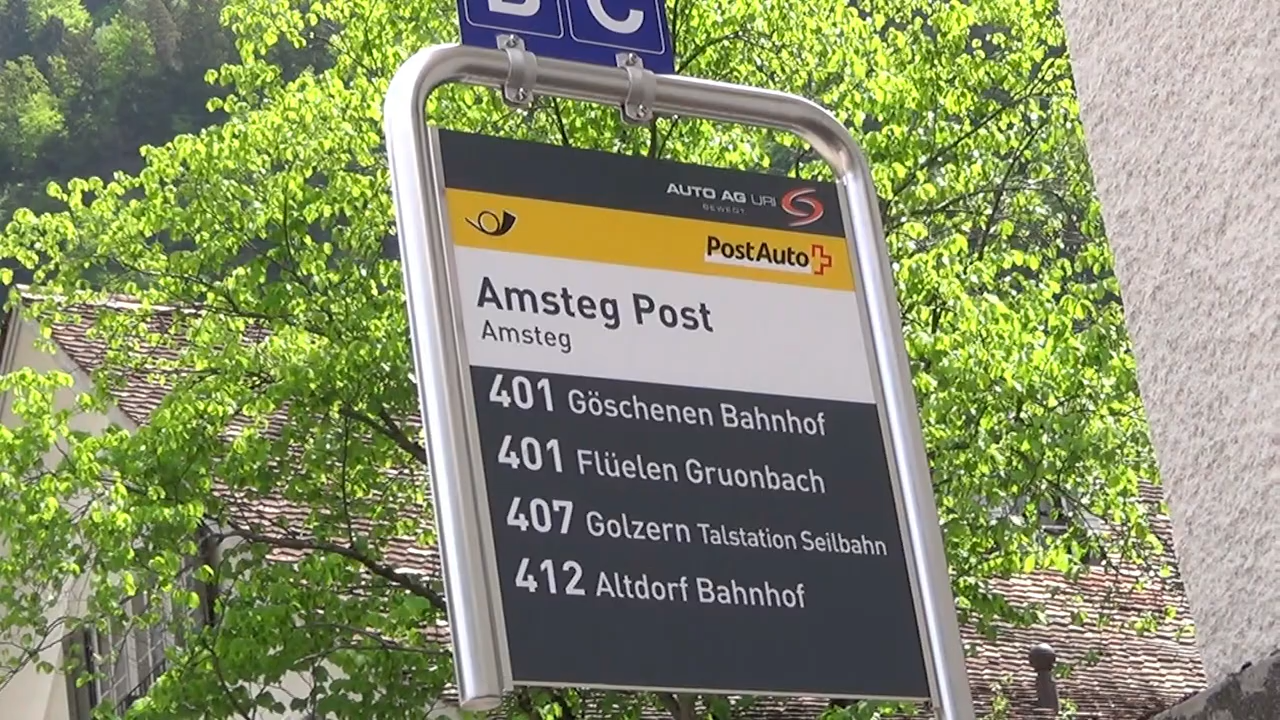 B C
AUTO AG URI
BEWEGT
PostAuto
Amsteg Post
Amsteg
401 Göschenen Bahnhof
401 Flüelen Gruonbach
407 Golzern Talstation Seilbahn
412 Altdorf Bahnhof